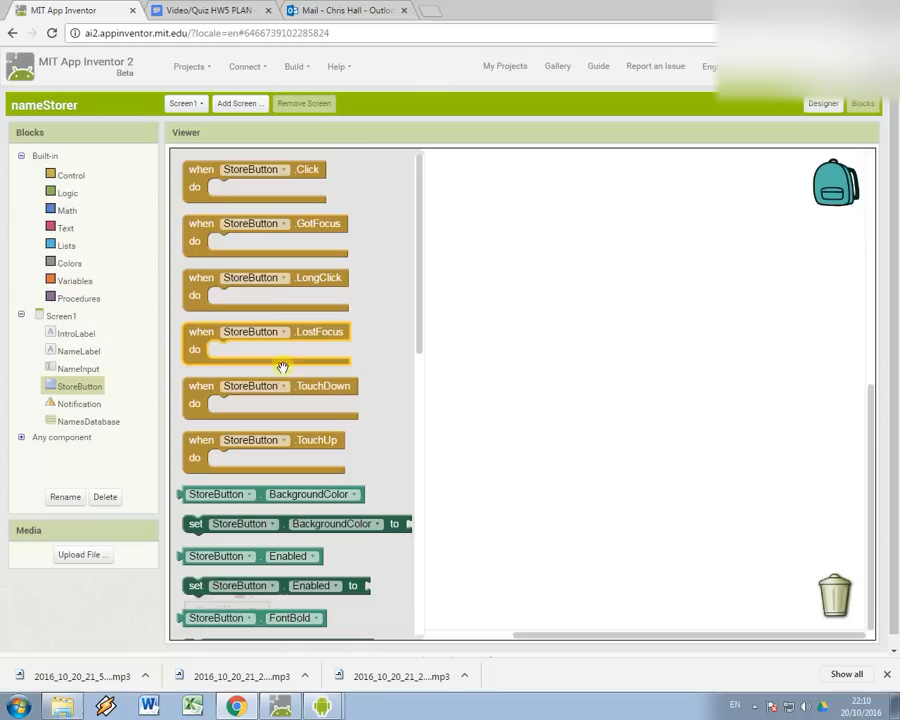 MIT App Inventor 2
Video/Quiz HW5 PLAN -
Mail - Chris Hall - Outlook
ai2.appinventor.mit.edu/?locale=en#6466739102285824
MIT App Inventor 2
Beta
Projects
Connect
Build
Help
My Projects
Gallery
Guide
Report an Issue
nameStorer
Screen1
Add Screen ...
Remove Screen
Designer
Blocks
Blocks
Viewer
Built-in
Control
Logic
Math
Text
Lists
Colors
Variables
Procedures
Screen1
IntroLabel
NameLabel
NameInput
StoreButton
Notification
NamesDatabase
Any component
Rename
Delete
Media
Upload File ...
when StoreButton .Click
do
when StoreButton .GotFocus
do
when StoreButton .LongClick
do
when StoreButton .LostFocus
do
when StoreButton .TouchDown
do
when StoreButton .TouchUp
do
StoreButton . BackgroundColor
set StoreButton . BackgroundColor to
StoreButton . Enabled
set StoreButton . Enabled to
StoreButton . FontBold
2016_10_20_21_5....mp3
2016_10_20_21_2....mp3
2016_10_20_21_2....mp3
Show all
EN
22:10
20/10/2016